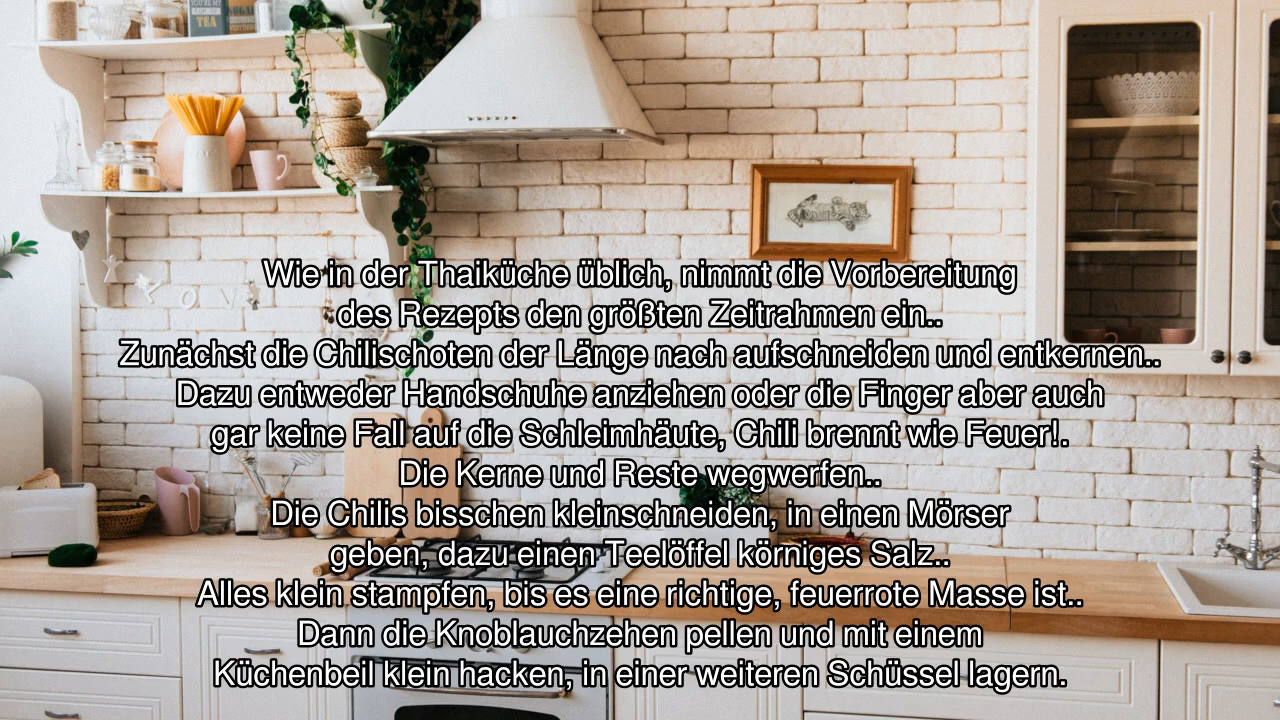 Wie in der Thaiküche üblich, nimmt die Vorbereitung
des Rezepts den größten Zeitrahmen ein..
Zunächst die Chilischoten der Länge nach aufschneiden und entkernen..
Dazu entweder Handschuhe anziehen oder die Finger aber auch
gar keine Fall auf die Schleimhäute, Chili brennt wie Feuer!.
Die Kerne und Reste wegwerfen..
Die Chilis bisschen kleinschneiden, in einen Mörser
geben, dazu einen Teelöffel körniges Salz..
Alles klein stampfen, bis es eine richtige, feuerrote Masse ist..
Dann die Knoblauchzehen pellen und mit einem
Küchenbeil klein hacken, in einer weiteren Schüssel lagern.